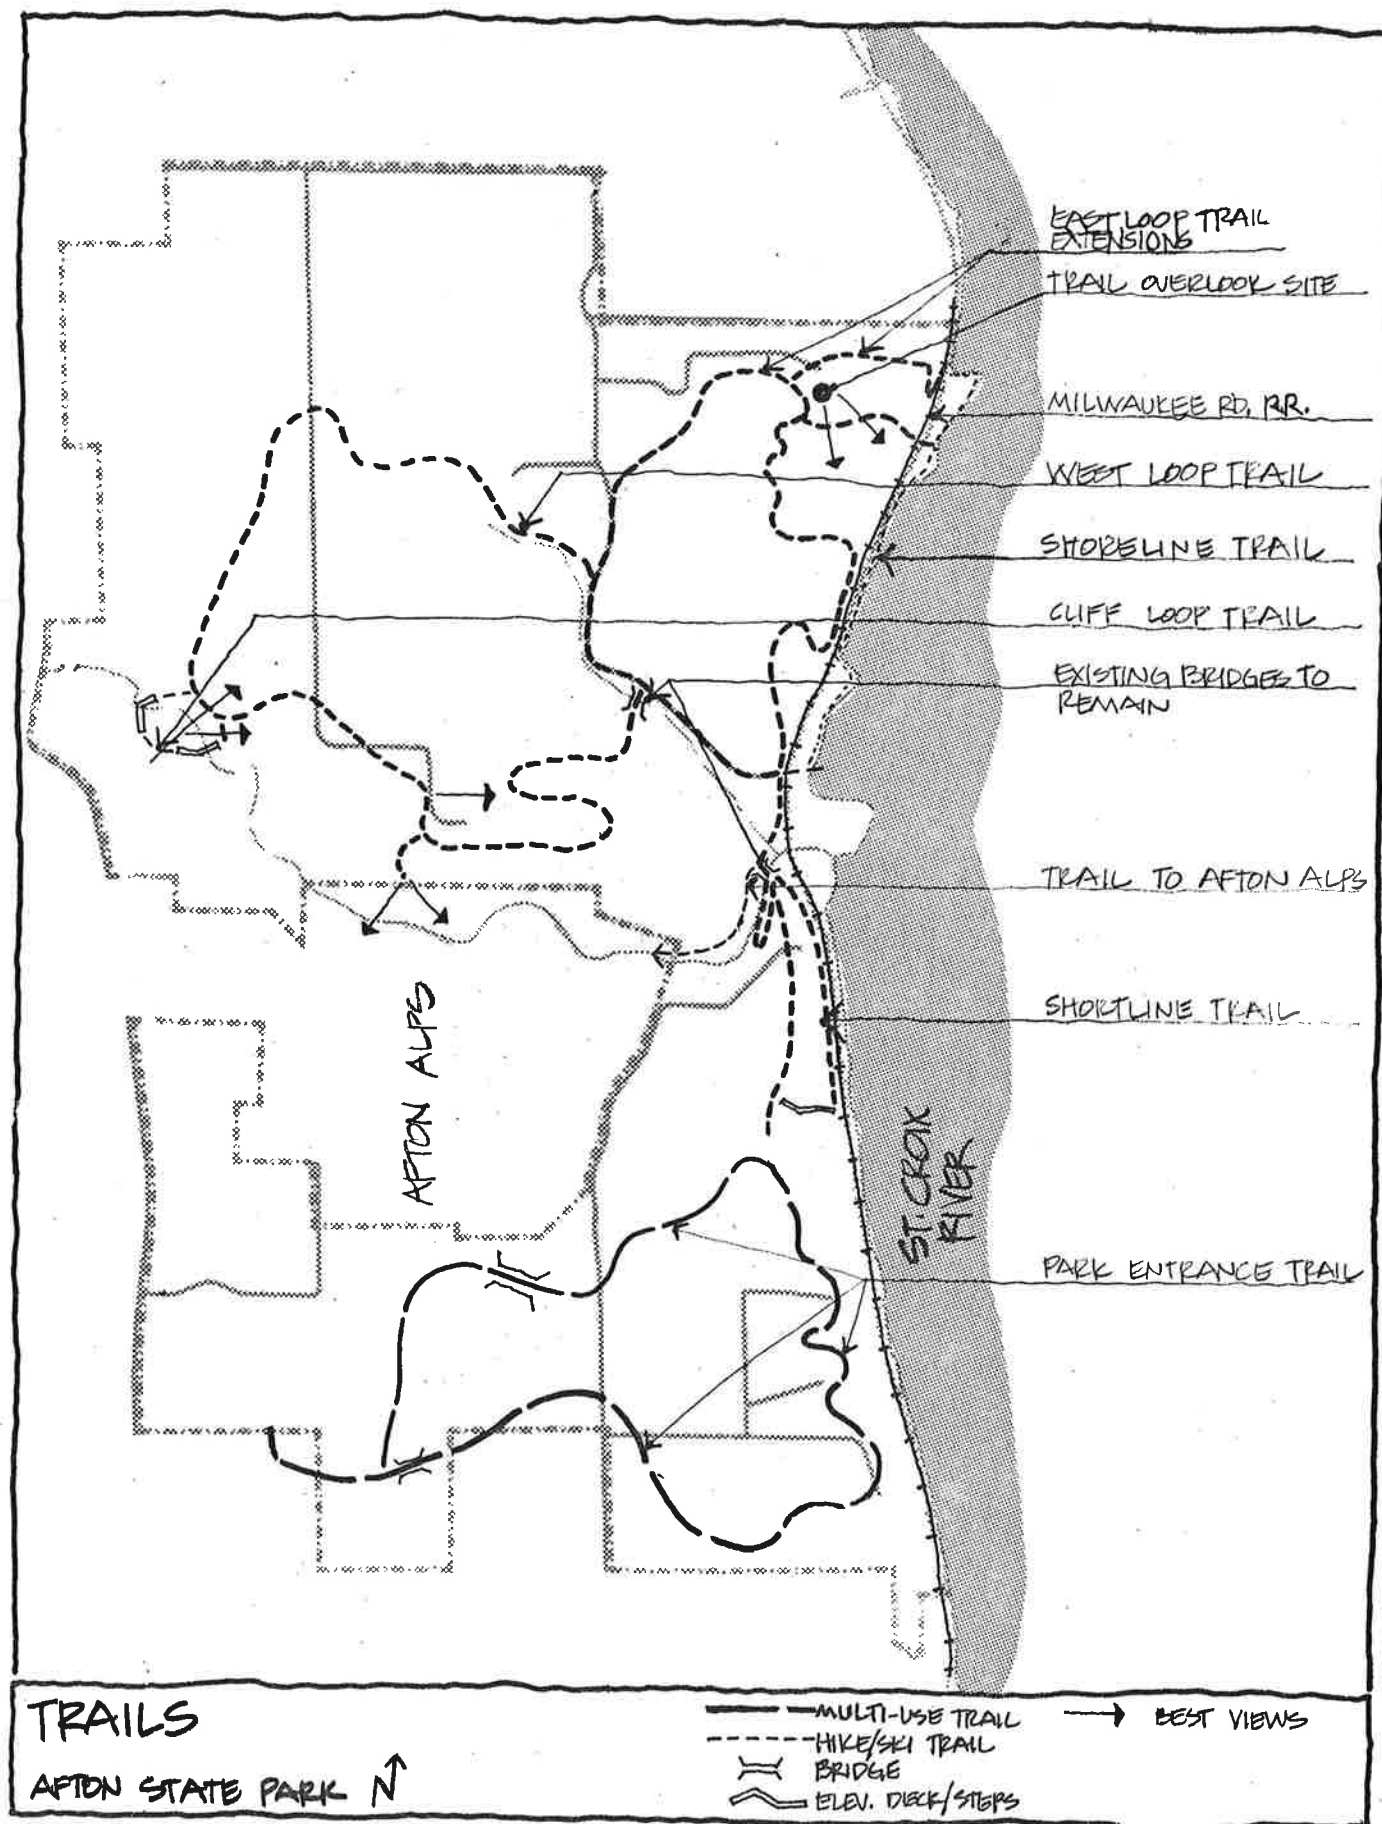 EAST LOOP TRAIL
EXTENSIONS
TRAIL OVERLOOK SITE
MILWAUKEE RD. R.R.
WEST LOOP TRAIL
SHORELINE TRAIL
CLIFF LOOP TRAIL
EXISTING BRIDGES TO
REMAIN
TRAIL TO AFTON ALPS
SHORTLINE TRAIL
AFTON ALPS
ST. CROIX
RIVER
PARK ENTRANCE TRAIL
TRAILS
AFTON STATE PARK N
MULTI-USE TRAIL
HIKE/SKI TRAIL
BRIDGE
ELEV. DECK/STEPS
BEST VIEWS